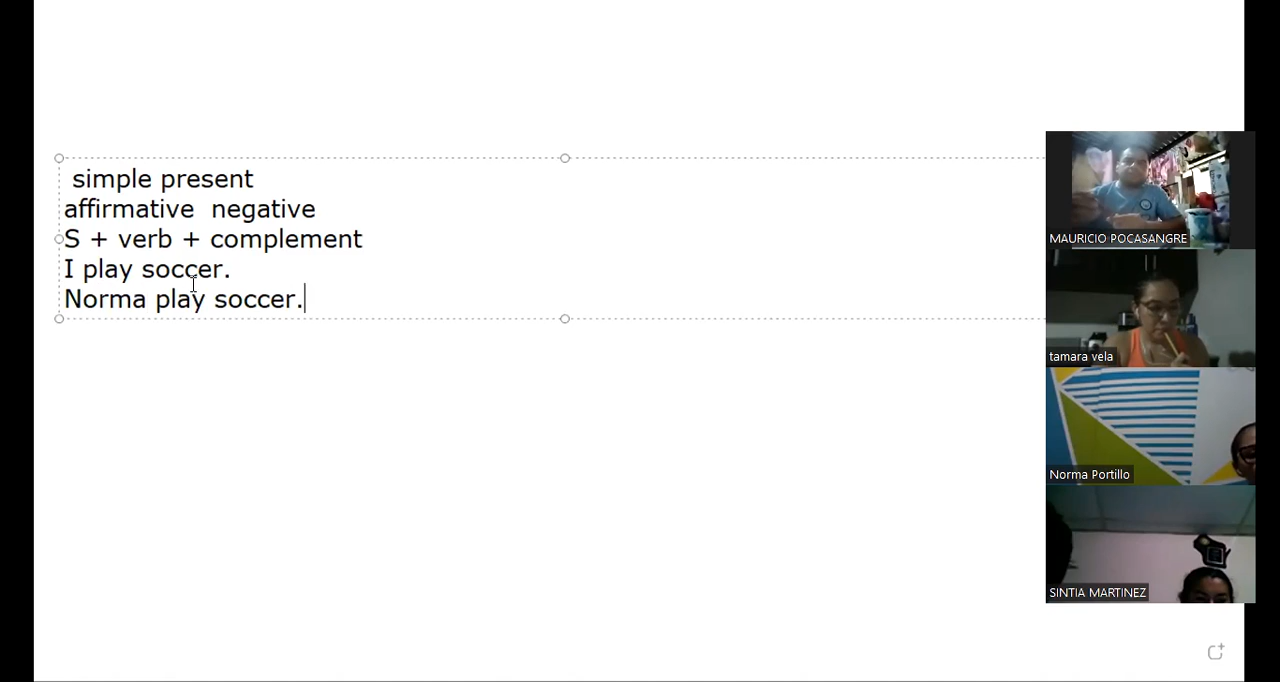 simple present
affirmative  negative
S + verb + complement
I play soccer.
Norma play soccer.
MAURICIO POCASANGRE
tamara vela
Norma Portillo
SINTIA MARTINEZ